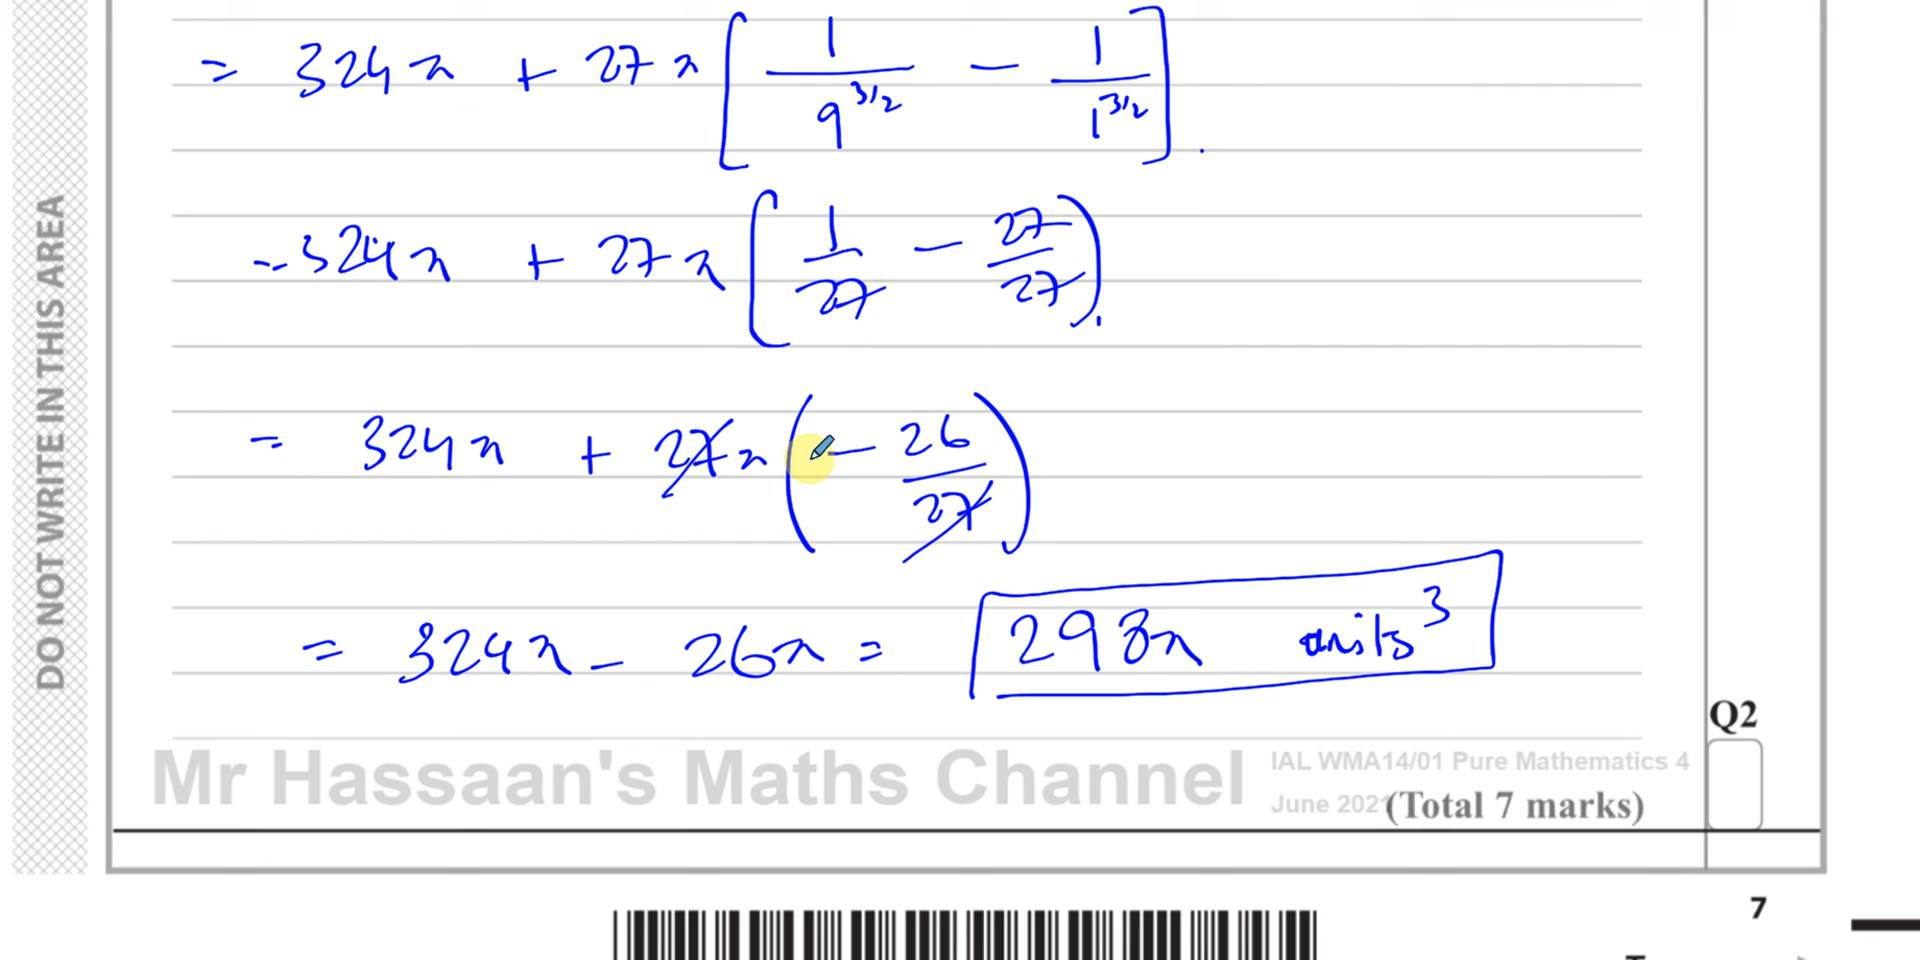 = 324π + 27π [ 1/9^3/2 - 1/1^3/2 ].
= 324π + 27π [ 1/27 - 27/27 ).
= 324π + 27π ( - 26/27 )
= 324π - 26π = 298π units³
DO NOT WRITE IN THIS AREA
Q2
Mr Hassaan's Maths Channel
IAL WMA14/01 Pure Mathematics 4
June 2021
(Total 7 marks)
7